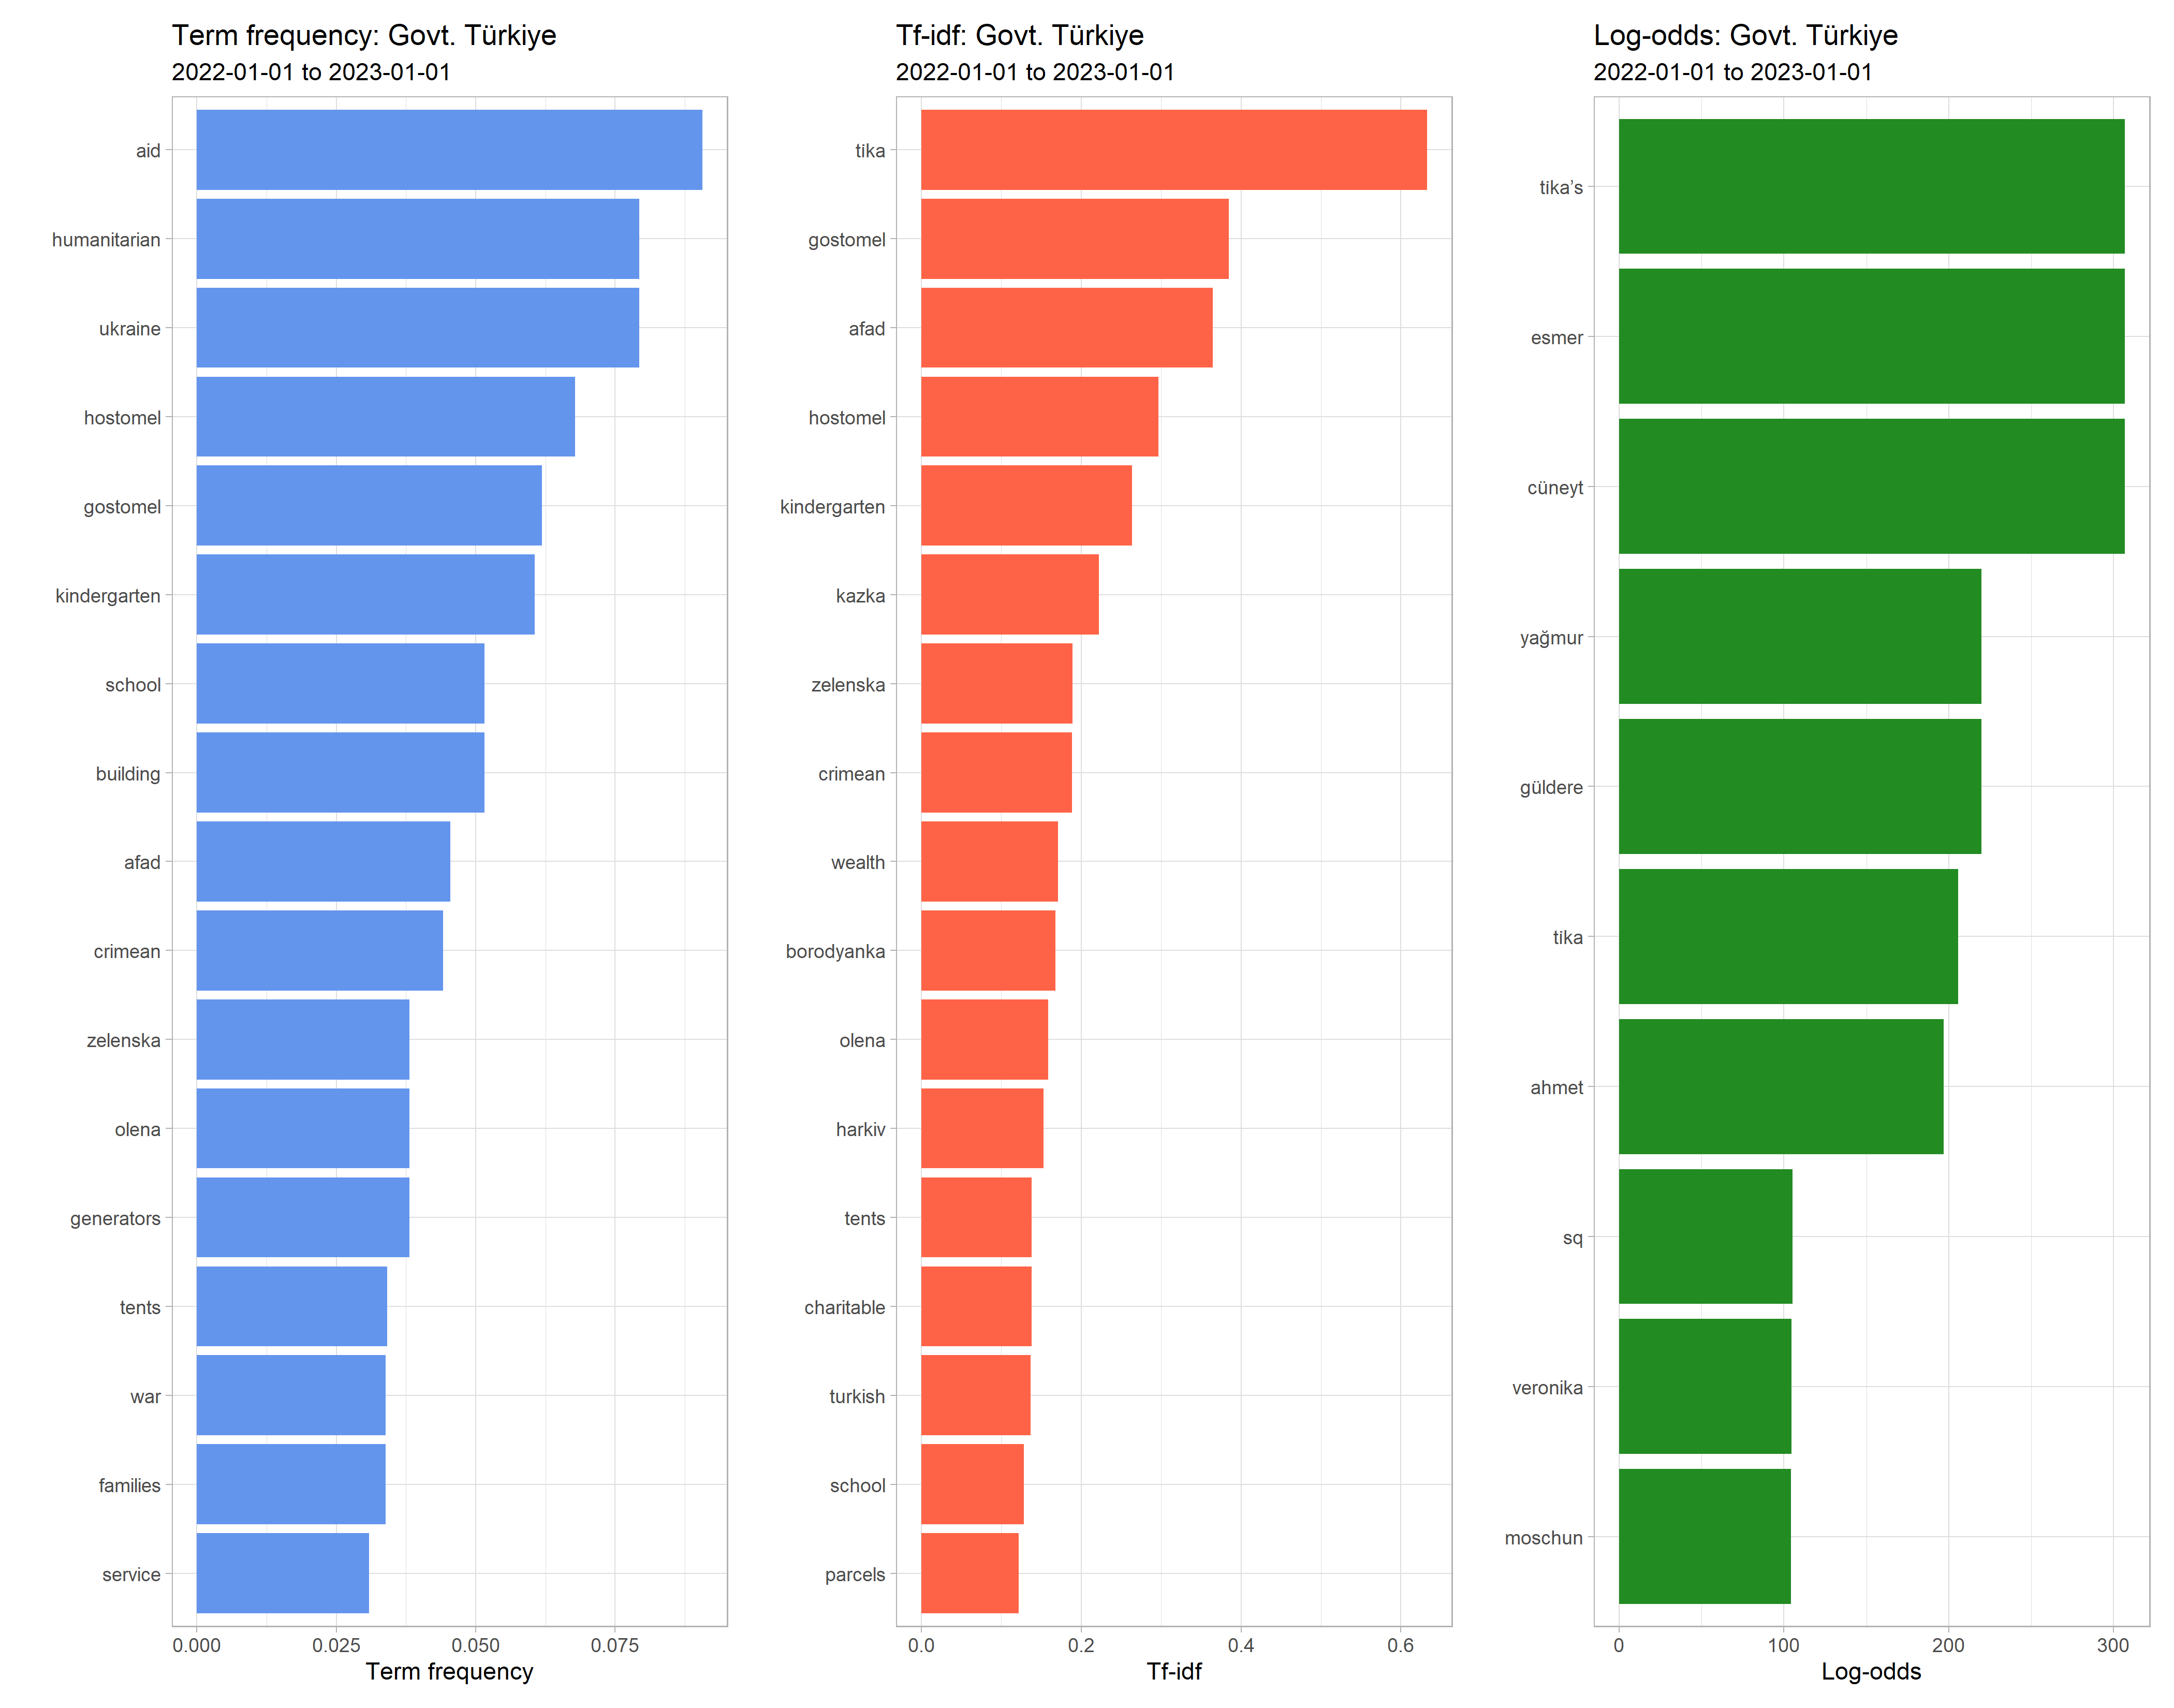 Term frequency: Govt. Türkiye
2022-01-01 to 2023-01-01
aid
humanitarian
ukraine
hostomel
gostomel
kindergarten
school
building
afad
crimean
zelenska
olena
generators
tents
war
families
service
0.000 0.025 0.050 0.075
Term frequency
Tf-idf: Govt. Türkiye
2022-01-01 to 2023-01-01
tika
gostomel
afad
hostomel
kindergarten
kazka
zelenska
crimean
wealth
borodyanka
olena
harkiv
tents
charitable
turkish
school
parcels
0.0 0.2 0.4 0.6
Tf-idf
Log-odds: Govt. Türkiye
2022-01-01 to 2023-01-01
tika’s
esmer
cüneyt
yağmur
güldere
tika
ahmet
sq
veronika
moschun
0 100 200 300
Log-odds